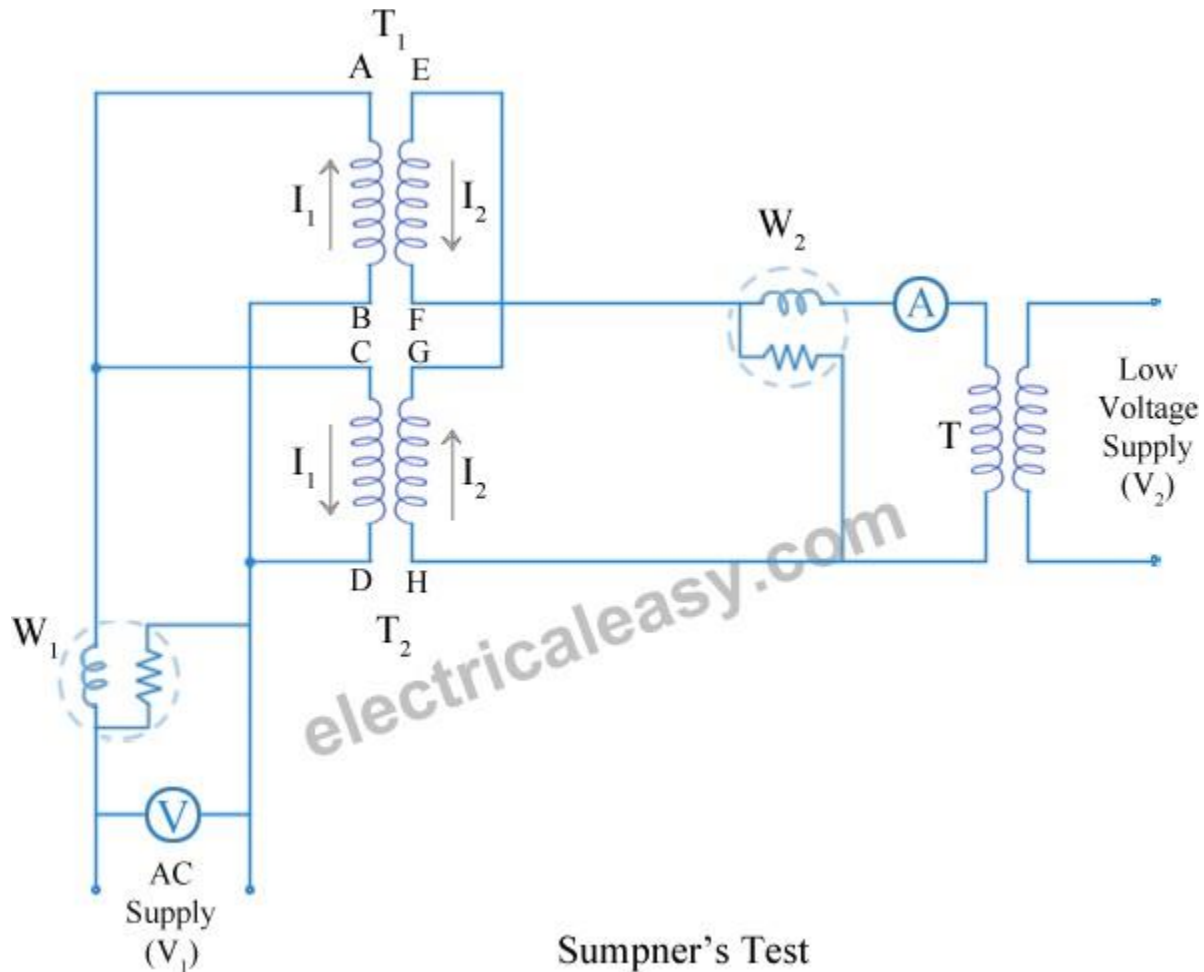 T₁
A E
I₁ I₂
W₂
B F
A
C G
Low
Voltage
Supply
(V₂)
T
I₁ I₂
D H
T₂
W₁
electricaleasy.com
V
AC
Supply
(V₁)
Sumpner's Test